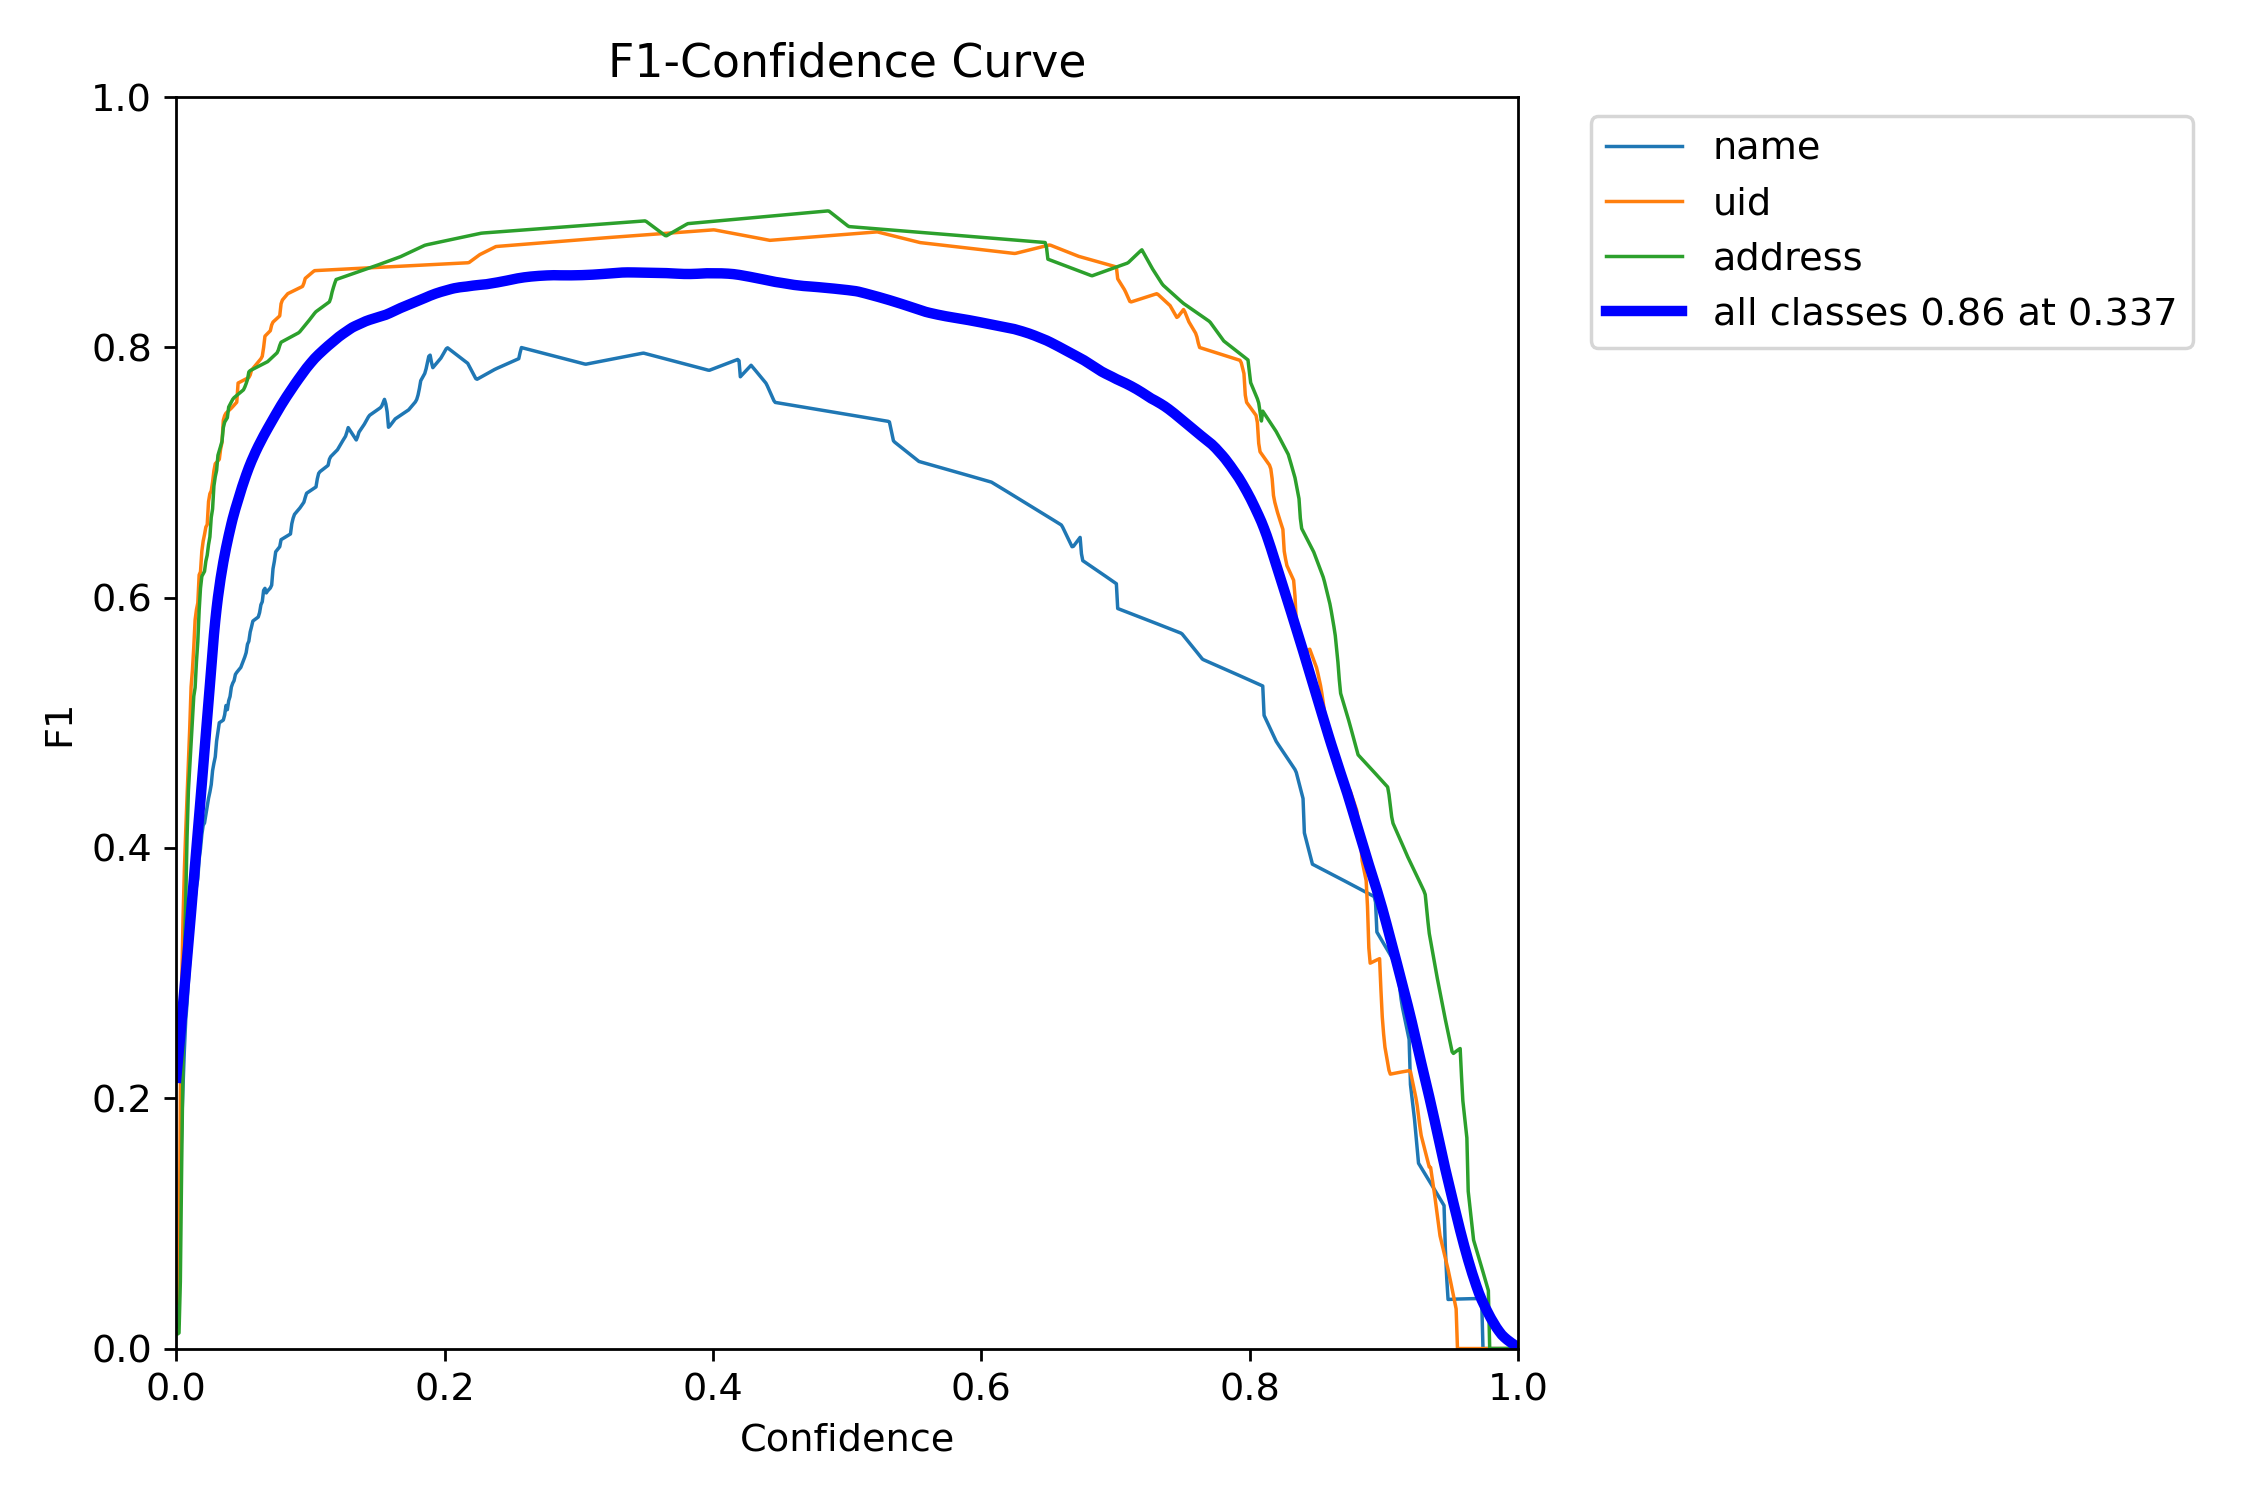 F1-Confidence Curve
1.0
0.8
0.6
0.4
0.2
0.0
F1
0.0 0.2 0.4 0.6 0.8 1.0
Confidence
name
uid
address
all classes 0.86 at 0.337